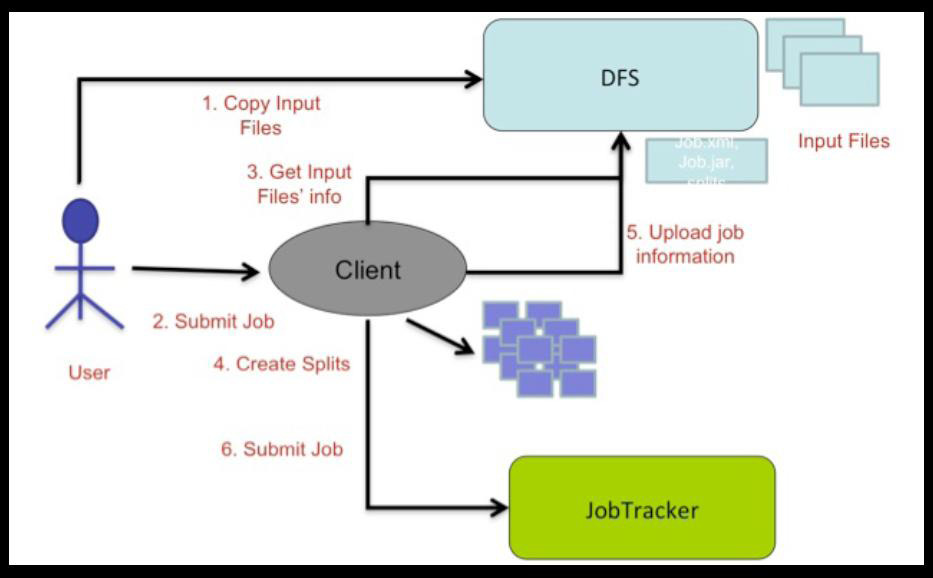 DFS
1. Copy Input
Files
Job.xml,
Job.jar,
splits
Input Files
3. Get Input
Files' info
5. Upload job
information
Client
2. Submit Job
User
4. Create Splits
6. Submit Job
JobTracker